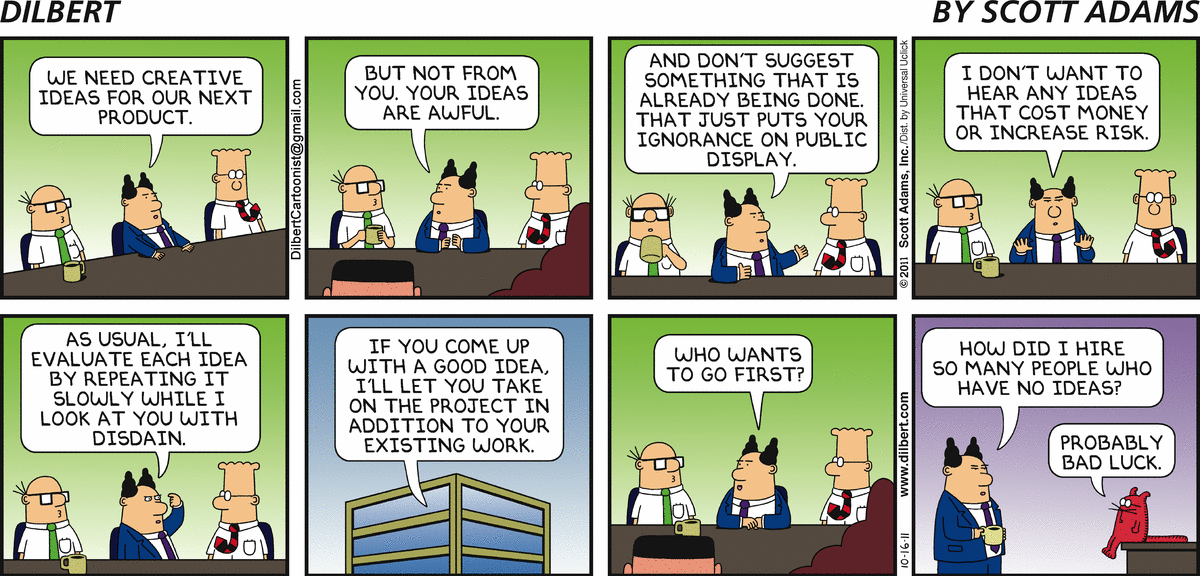 DILBERT
BY SCOTT ADAMS
WE NEED CREATIVE
IDEAS FOR OUR NEXT
PRODUCT.
DilbertCartoonist@gmail.com
BUT NOT FROM
YOU. YOUR IDEAS
ARE AWFUL.
AND DON'T SUGGEST
SOMETHING THAT IS
ALREADY BEING DONE.
THAT JUST PUTS YOUR
IGNORANCE ON PUBLIC
DISPLAY.
©2011 Scott Adams, Inc./Dist. by Universal Uclick
I DON'T WANT TO
HEAR ANY IDEAS
THAT COST MONEY
OR INCREASE RISK.
AS USUAL, I'LL
EVALUATE EACH IDEA
BY REPEATING IT
SLOWLY WHILE I
LOOK AT YOU WITH
DISDAIN.
IF YOU COME UP
WITH A GOOD IDEA,
I'LL LET YOU TAKE
ON THE PROJECT IN
ADDITION TO YOUR
EXISTING WORK.
WHO WANTS
TO GO FIRST?
10-16-11 www.dilbert.com
HOW DID I HIRE
SO MANY PEOPLE WHO
HAVE NO IDEAS?
PROBABLY
BAD LUCK.